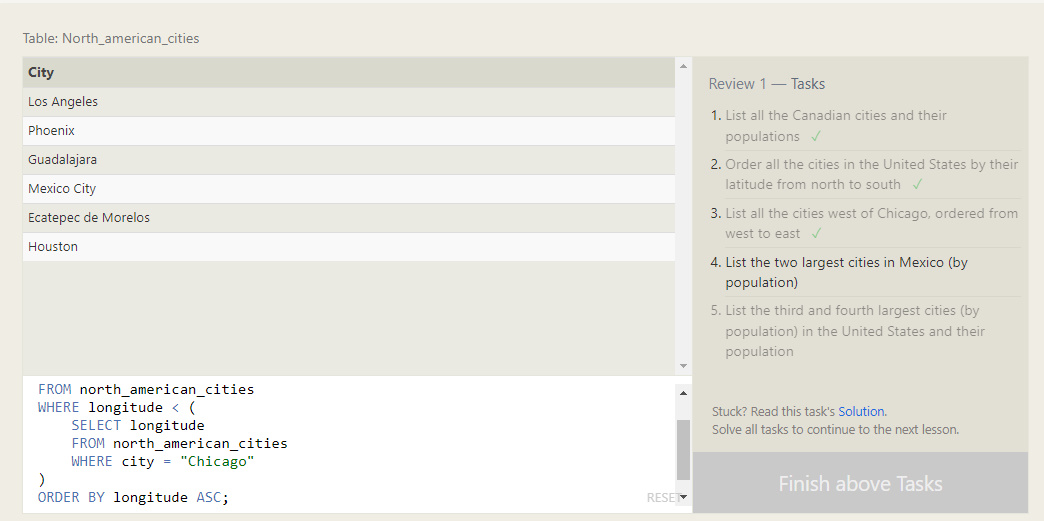 Table: North_american_cities
City
Los Angeles
Phoenix
Guadalajara
Mexico City
Ecatepec de Morelos
Houston
FROM north_american_cities
WHERE longitude < (
SELECT longitude
FROM north_american_cities
WHERE city = "Chicago"
)
ORDER BY longitude ASC;
RESET
Review 1 — Tasks
1. List all the Canadian cities and their
populations ✓
2. Order all the cities in the United States by their
latitude from north to south ✓
3. List all the cities west of Chicago, ordered from
west to east ✓
4. List the two largest cities in Mexico (by
population)
5. List the third and fourth largest cities (by
population) in the United States and their
population
Stuck? Read this task's Solution.
Solve all tasks to continue to the next lesson.
Finish above Tasks